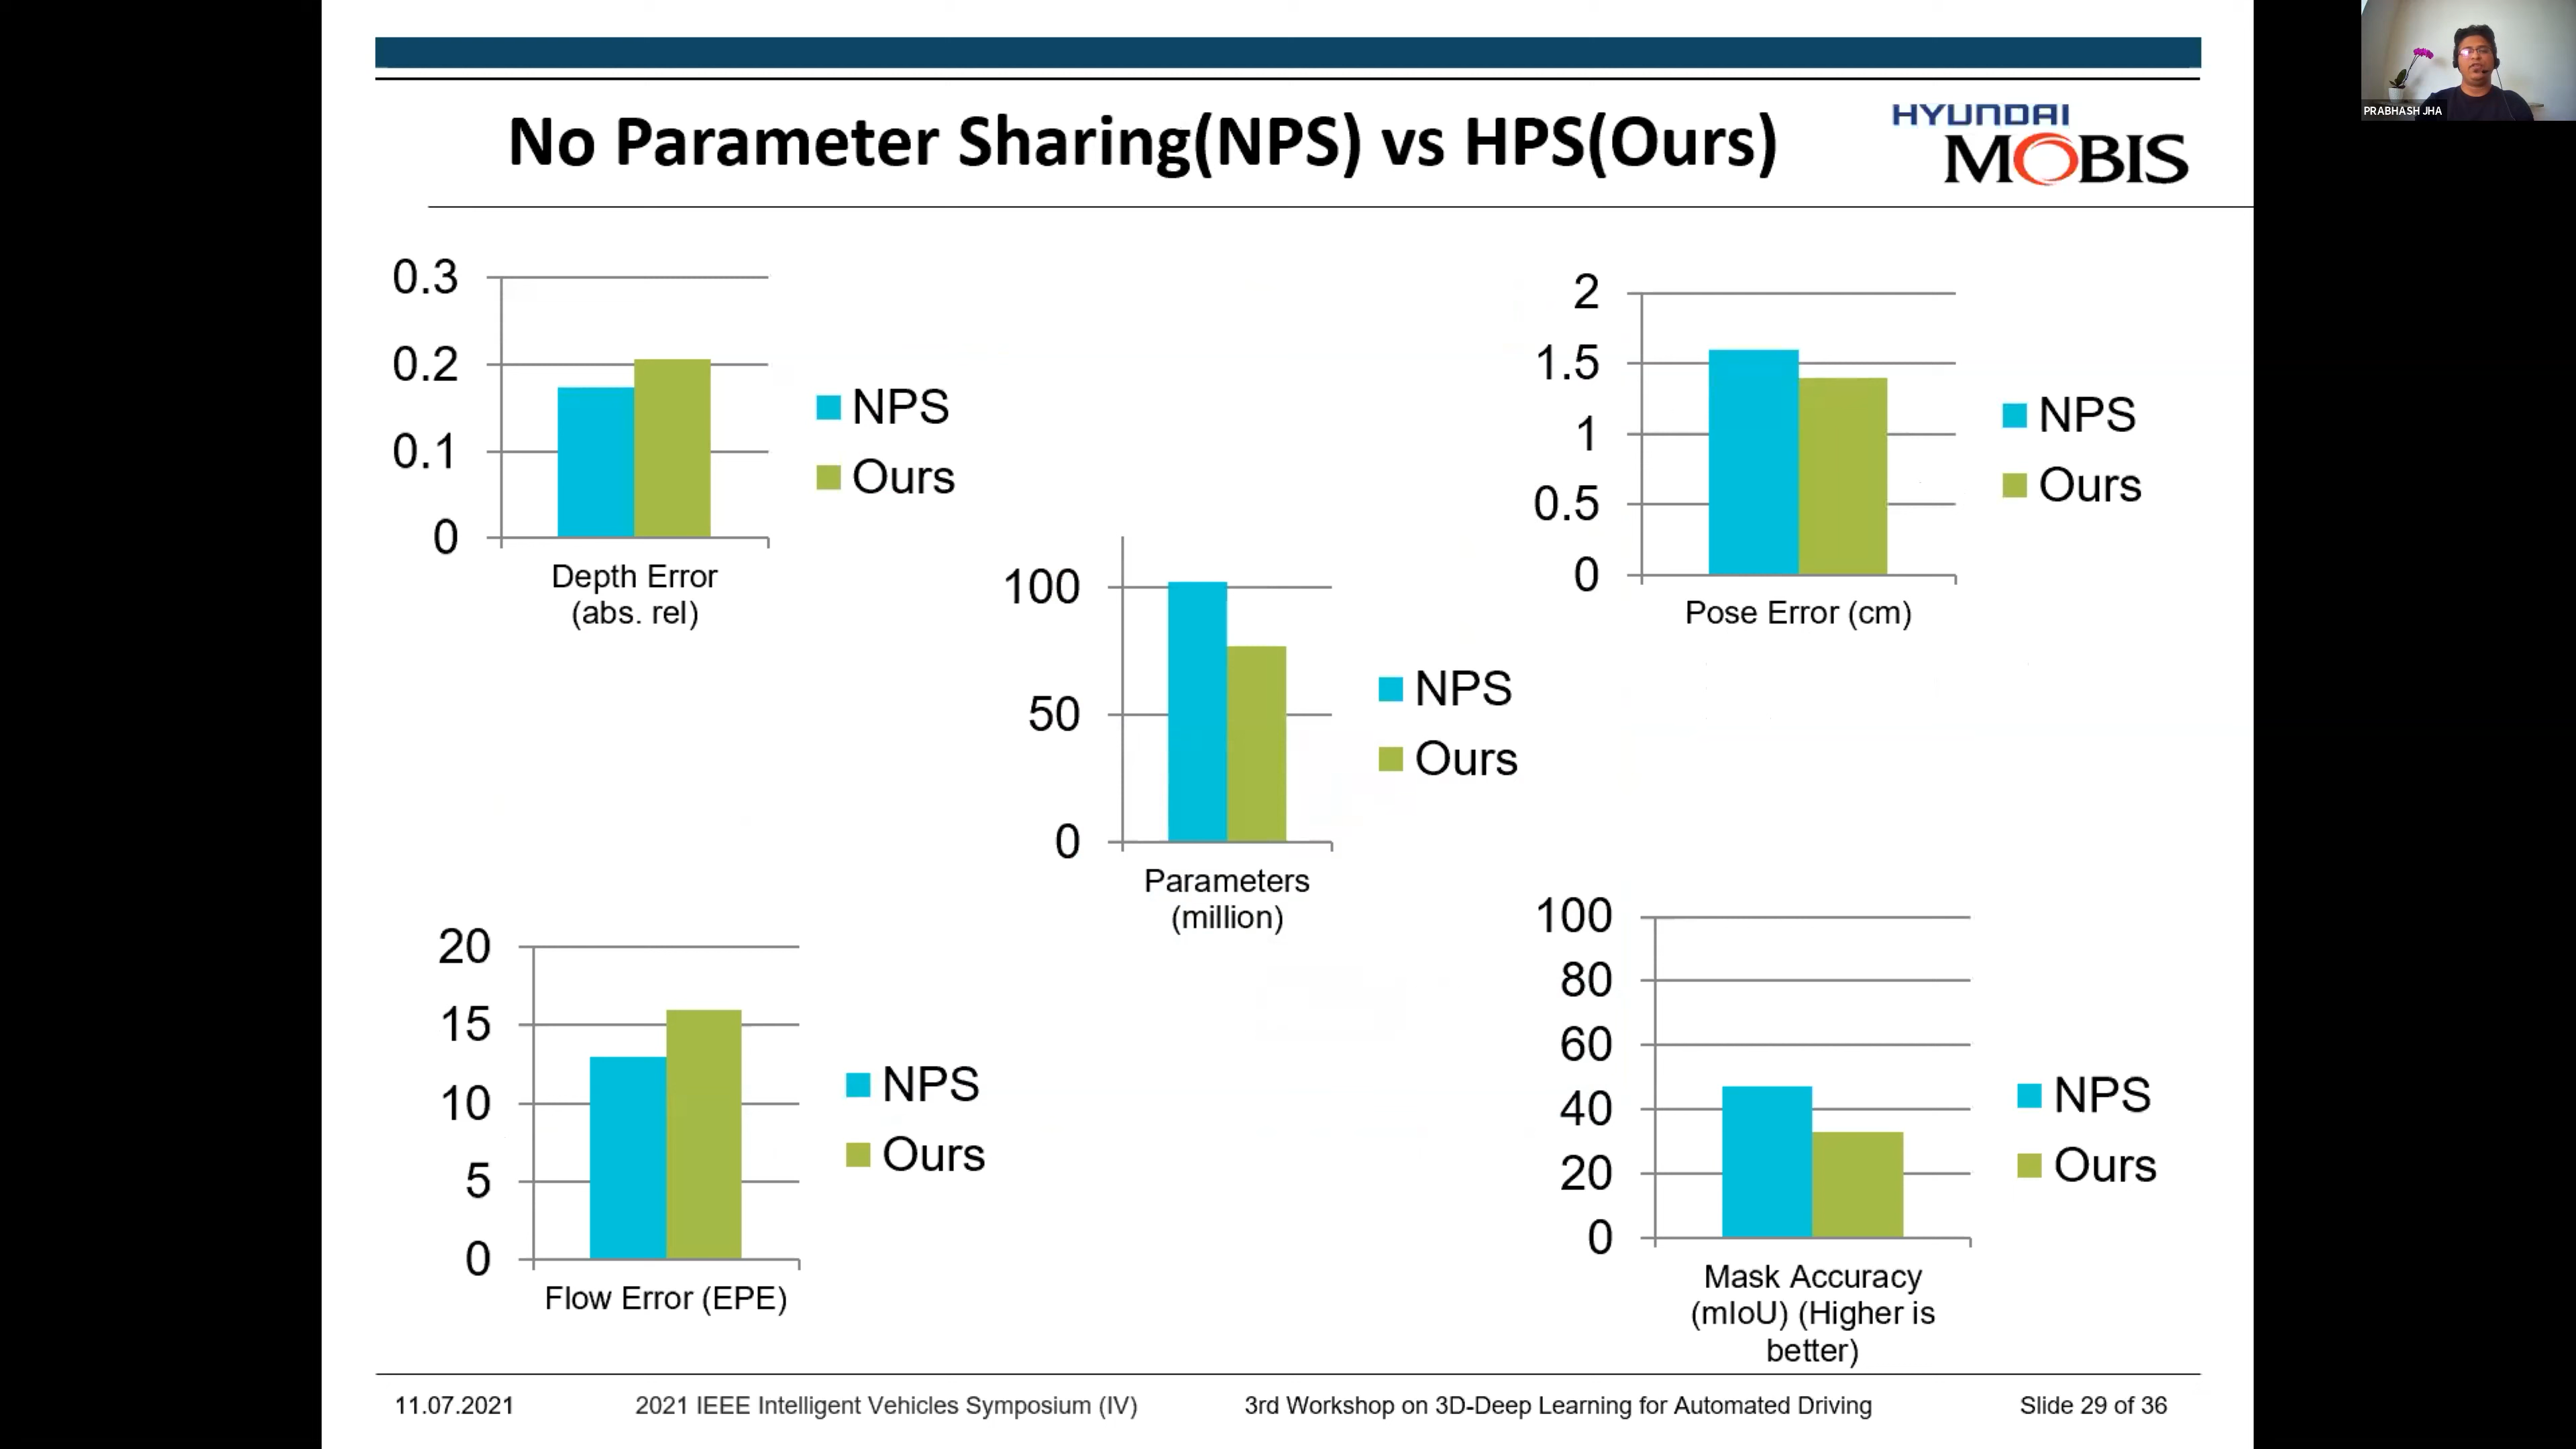 PRABHASH JHA
No Parameter Sharing(NPS) vs HPS(Ours)
HYUNDAI
MOBIS
0.3
0.2
0.1
0
NPS
Ours
Depth Error
(abs. rel)
2
1.5
1
0.5
0
NPS
Ours
Pose Error (cm)
100
50
0
NPS
Ours
Parameters
(million)
20
15
10
5
0
NPS
Ours
Flow Error (EPE)
100
80
60
40
20
0
NPS
Ours
Mask Accuracy
(mIoU) (Higher is
better)
11.07.2021
2021 IEEE Intelligent Vehicles Symposium (IV)
3rd Workshop on 3D-Deep Learning for Automated Driving
Slide 29 of 36